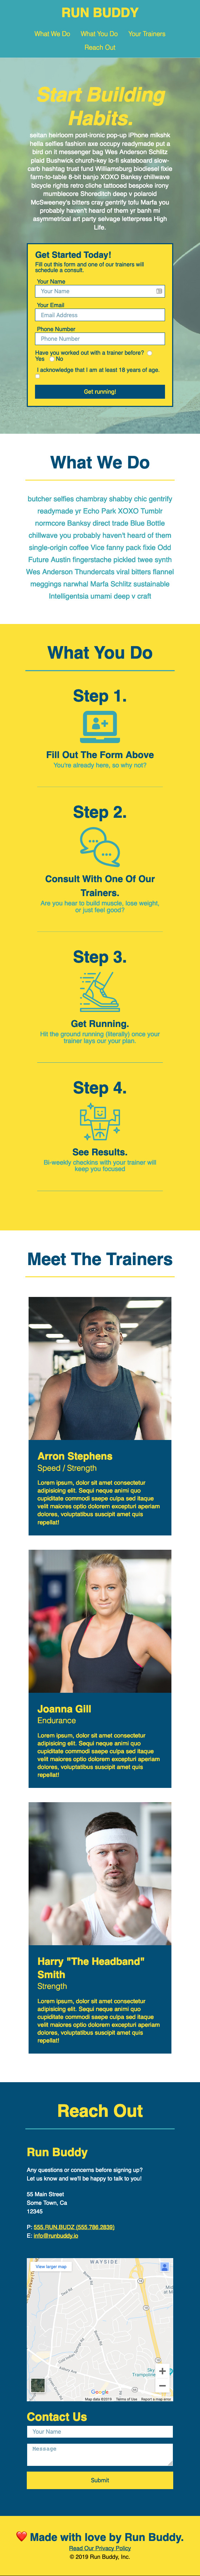 RUN BUDDY
What We Do What You Do Your Trainers
Reach Out
Start Building
Habits.
seitan heirloom post-ironic pop-up iPhone mlkshk
hella selfies fashion axe occupy readymade put a
bird on it messenger bag Wes Anderson Schlitz
plaid Bushwick church-key lo-fi skateboard slow-
carb hashtag trust fund Williamsburg biodiesel fixie
farm-to-table 8-bit banjo XOXO Banksy chillwave
bicycle rights retro cliche tattooed bespoke irony
mumblecore Shoreditch deep v polaroid
McSweeney's bitters cray gentrify tofu Marfa you
probably haven't heard of them yr banh mi
asymmetrical art party selvage letterpress High
Life.
Get Started Today!
Fill out this form and one of our trainers will
schedule a consult.
Your Name
Your Name
Your Email
Email Address
Phone Number
Phone Number
Have you worked out with a trainer before?
Yes No
I acknowledge that I am at least 18 years of age.
Get running!
What We Do
butcher selfies chambray shabby chic gentrify
readymade yr Echo Park XOXO Tumblr
normcore Banksy direct trade Blue Bottle
chillwave you probably haven't heard of them
single-origin coffee Vice fanny pack fixie Odd
Future Austin fingerstache pickled twee synth
Wes Anderson Thundercats viral bitters flannel
meggings narwhal Marfa Schlitz sustainable
Intelligentsia umami deep v craft
What You Do
Step 1.
Fill Out The Form Above
You're already here, so why not?
Step 2.
Consult With One Of Our
Trainers.
Are you hear to build muscle, lose weight,
or just feel good?
Step 3.
Get Running.
Hit the ground running (literally) once your
trainer lays our your plan.
Step 4.
See Results.
Bi-weekly checkins with your trainer will
keep you focused
Meet The Trainers
Arron Stephens
Speed / Strength
Lorem ipsum, dolor sit amet consectetur
adipisicing elit. Sequi neque animi quo
cupiditate commodi saepe culpa sed itaque
velit maiores optio dolorem excepturi aperiam
dolores, voluptatibus suscipit amet quis
repellat!
Joanna Gill
Endurance
Lorem ipsum, dolor sit amet consectetur
adipisicing elit. Sequi neque animi quo
cupiditate commodi saepe culpa sed itaque
velit maiores optio dolorem excepturi aperiam
dolores, voluptatibus suscipit amet quis
repellat!
Harry "The Headband"
Smith
Strength
Lorem ipsum, dolor sit amet consectetur
adipisicing elit. Sequi neque animi quo
cupiditate commodi saepe culpa sed itaque
velit maiores optio dolorem excepturi aperiam
dolores, voluptatibus suscipit amet quis
repellat!
Reach Out
Run Buddy
Any questions or concerns before signing up?
Let us know and we'll be happy to talk to you!
55 Main Street
Some Town, Ca
12345
P: 555.RUN.BUDZ (555.786.2839)
E: info@runbuddy.io
WAYSIDE
View larger map
Google
Map data ©2019 Terms of Use Report a map error
Contact Us
Your Name
Message
Submit
❤️ Made with love by Run Buddy.
Read Our Privacy Policy
© 2019 Run Buddy, Inc.